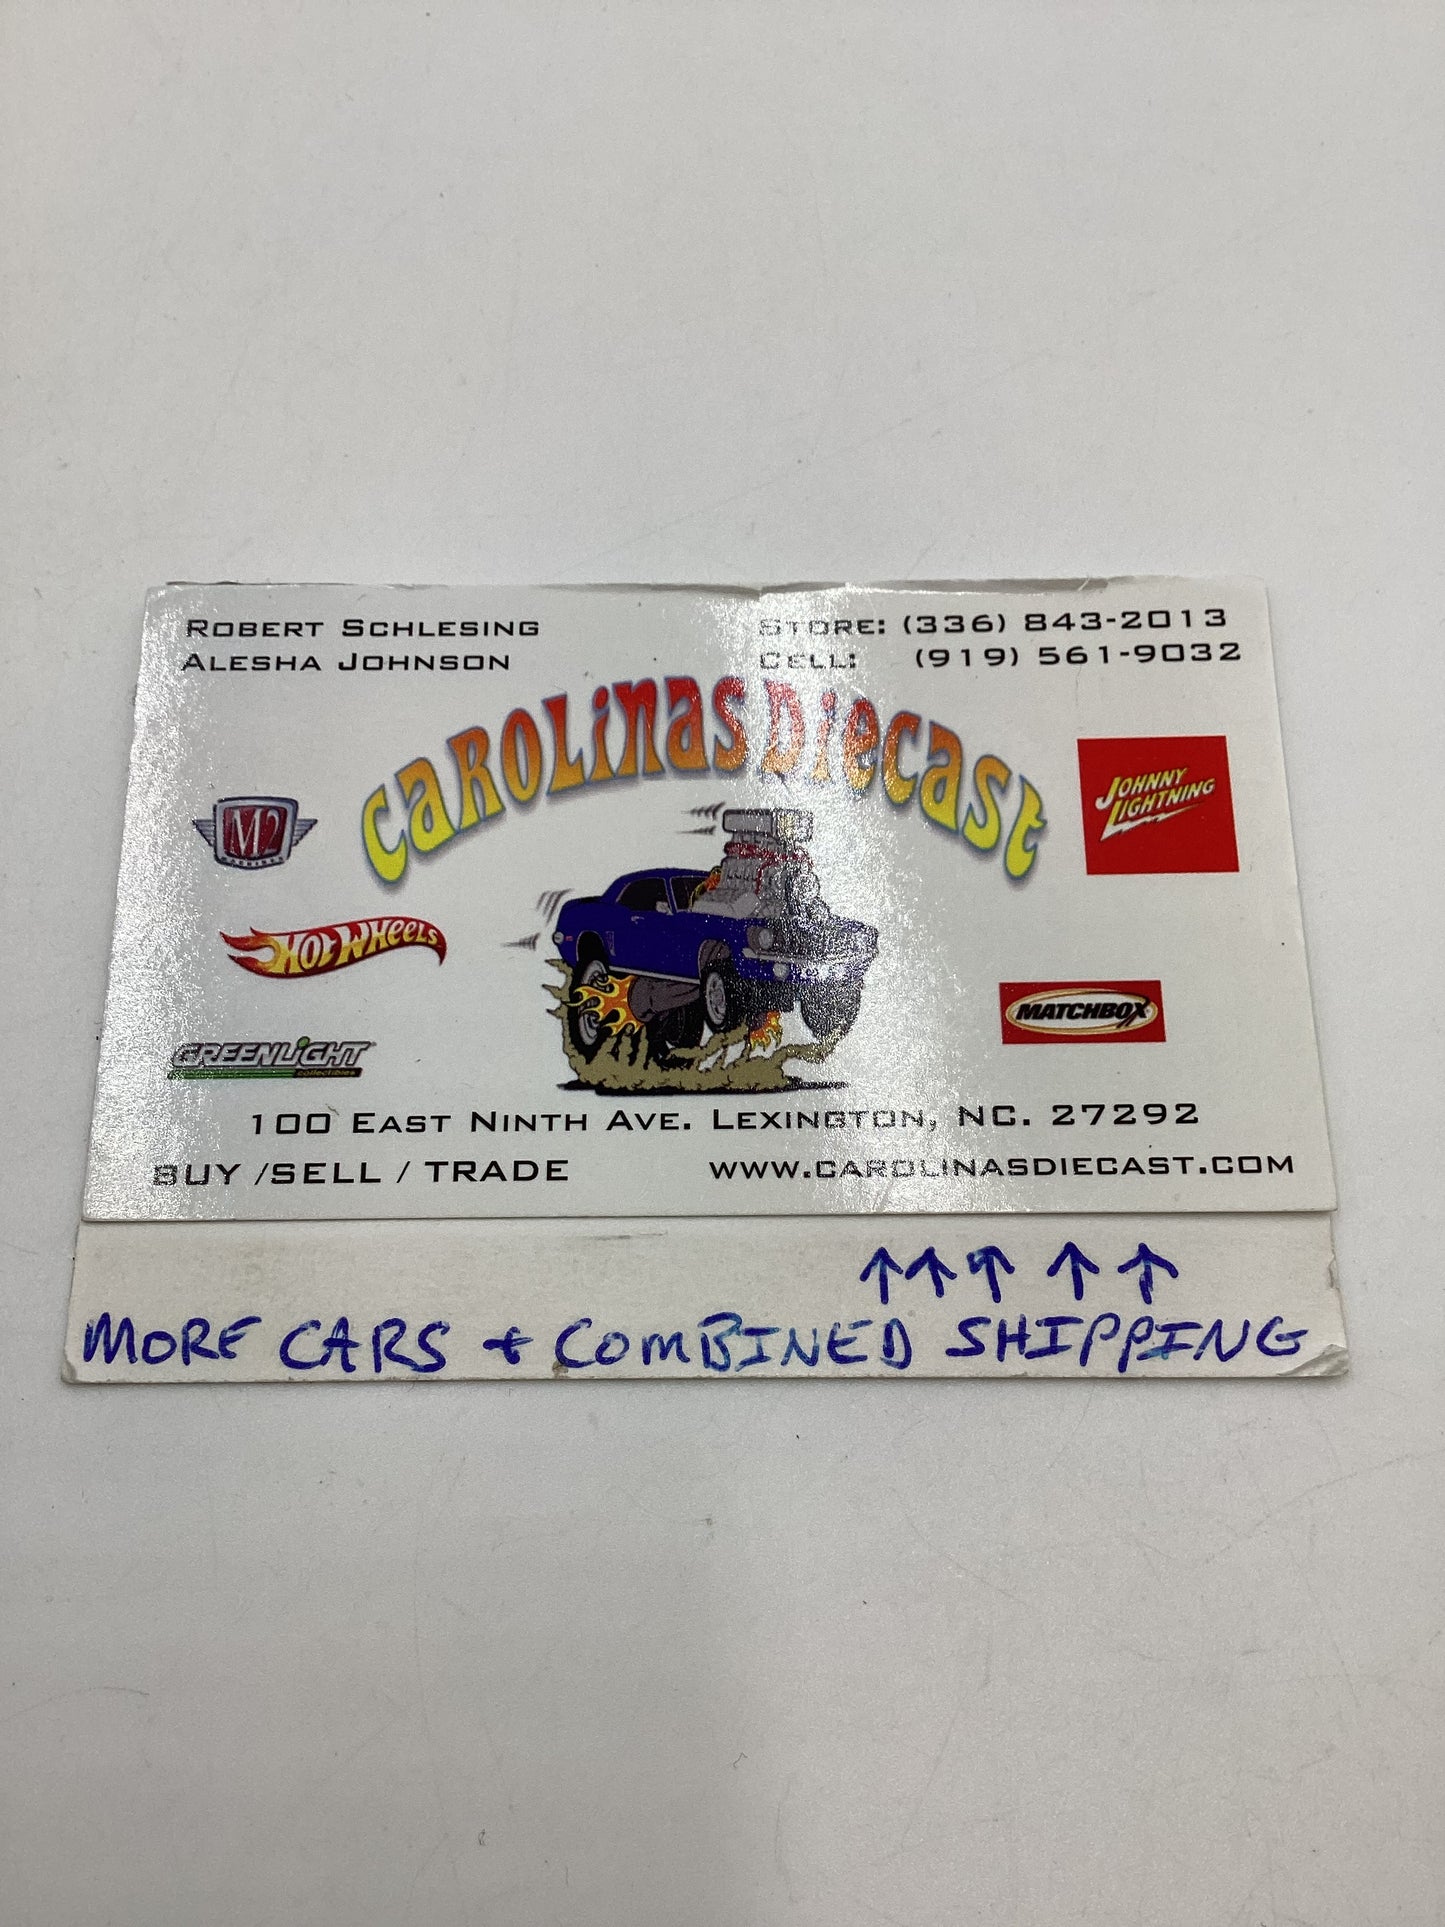 Robert Schlesing
Alesha Johnson
Store: (336) 843-2013
Cell: (919) 561-9032
Carolinas Diecast
M2
MACHINES
Johnny Lightning
Hot Wheels
MATCHBOX
GREENLIGHT
collectibles
100 East Ninth Ave. Lexington, NC. 27292
BUY /SELL / TRADE
www.carolinasdiecast.com
↑↑↑↑↑
MORE CARS + COMBINED SHIPPING